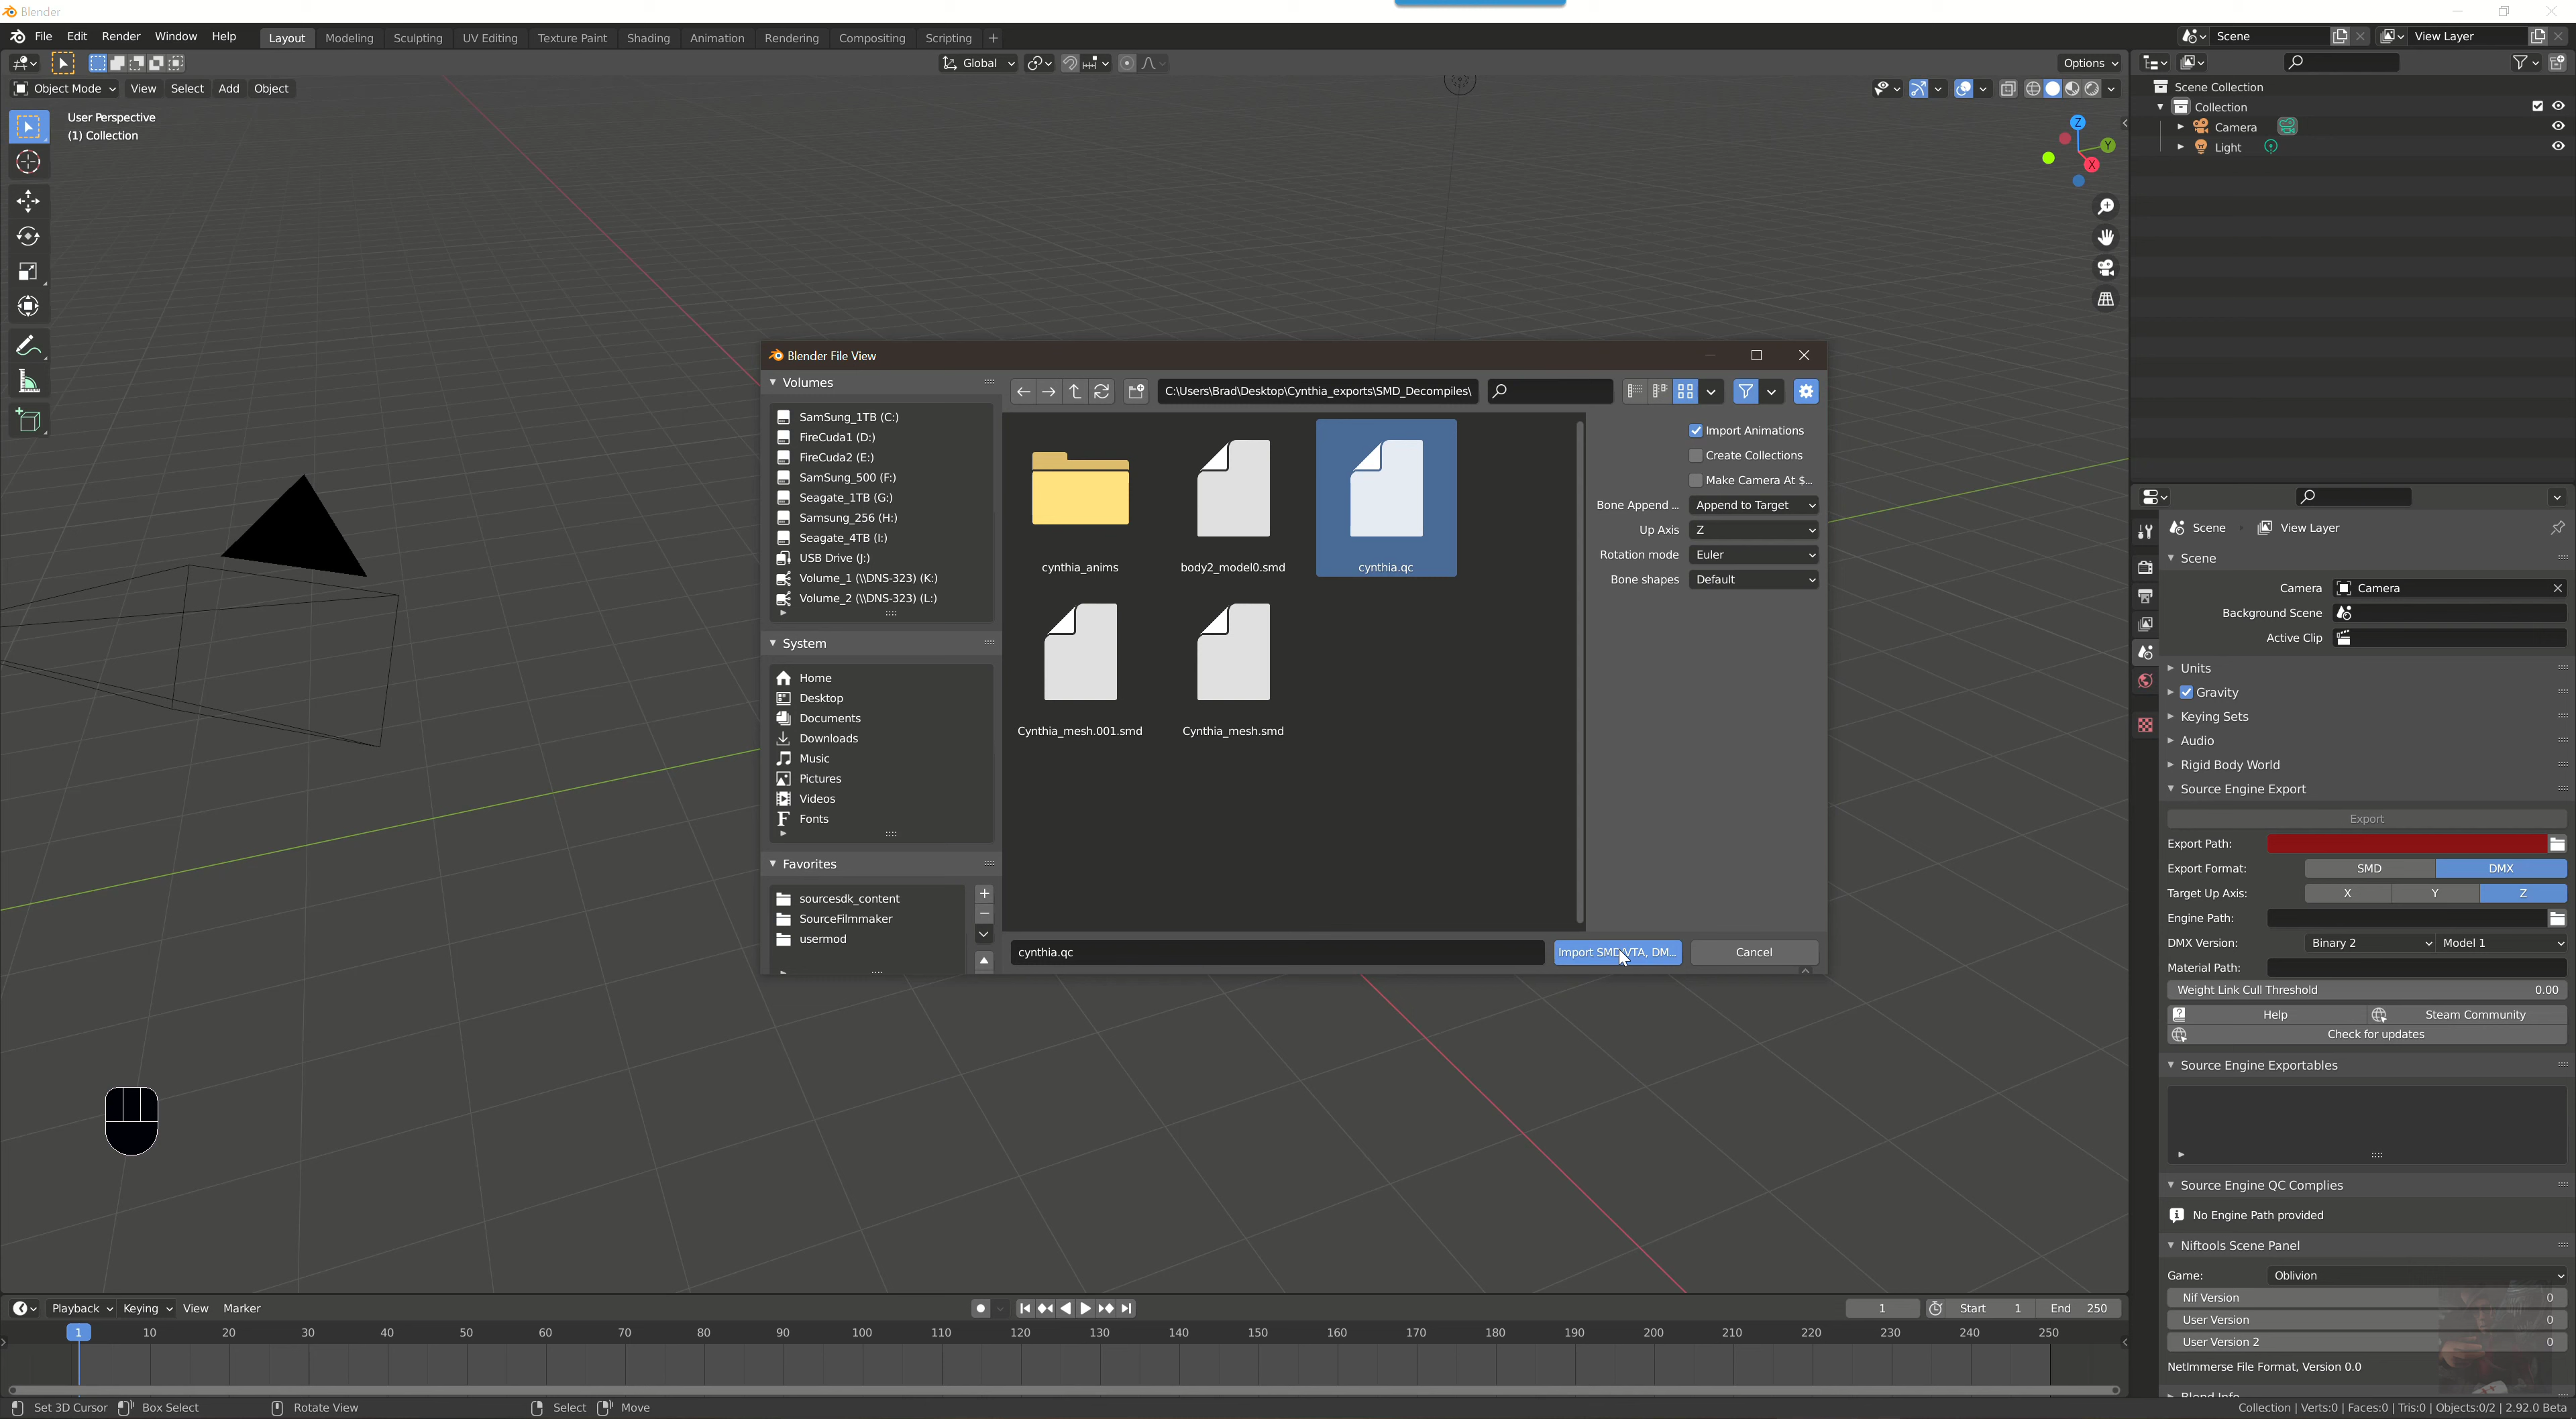 Blender
File Edit Render Window Help Layout Modeling Sculpting UV Editing Texture Paint Shading Animation Rendering Compositing Scripting + Scene View Layer
Global Options
Object Mode View Select Add Object
User Perspective
(1) Collection
Z
Y
X
Scene Collection
Collection
Camera
Light
Blender File View
Volumes
SamSung_1TB (C:)
FireCuda1 (D:)
FireCuda2 (E:)
SamSung_500 (F:)
Seagate_1TB (G:)
Samsung_256 (H:)
Seagate_4TB (I:)
USB Drive (J:)
Volume_1 (\\DNS-323) (K:)
Volume_2 (\\DNS-323) (L:)
System
Home
Desktop
Documents
Downloads
Music
Pictures
Videos
Fonts
Favorites
sourcesdk_content
SourceFilmmaker
usermod
C:\Users\Brad\Desktop\Cynthia_exports\SMD_Decompiles\
cynthia_anims body2_model0.smd cynthia.qc
Cynthia_mesh.001.smd Cynthia_mesh.smd
Import Animations
Create Collections
Make Camera At $...
Bone Append ... Append to Target
Up Axis Z
Rotation mode Euler
Bone shapes Default
cynthia.qc Import SMD/VTA, DM... Cancel
Scene View Layer
Scene
Camera Camera
Background Scene
Active Clip
Units
Gravity
Keying Sets
Audio
Rigid Body World
Source Engine Export
Export
Export Path:
Export Format: SMD DMX
Target Up Axis: X Y Z
Engine Path:
DMX Version: Binary 2 Model 1
Material Path:
Weight Link Cull Threshold 0.00
Help Steam Community
Check for updates
Source Engine Exportables
Source Engine QC Complies
No Engine Path provided
Niftools Scene Panel
Game: Oblivion
Nif Version 0
User Version 0
User Version 2 0
NetImmerse File Format, Version 0.0
Playback Keying View Marker 1 Start 1 End 250
1 10 20 30 40 50 60 70 80 90 100 110 120 130 140 150 160 170 180 190 200 210 220 230 240 250
Set 3D Cursor Box Select Rotate View Select Move Collection | Verts:0 | Faces:0 | Tris:0 | Objects:0/2 | 2.92.0 Beta